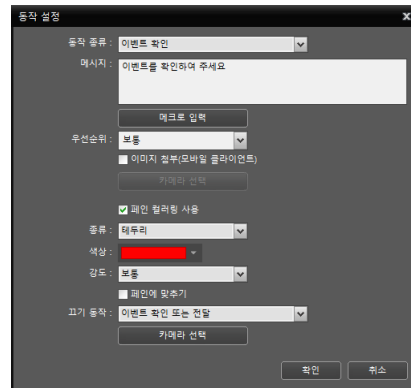 동작 설정 x
동작 종류 : 이벤트 확인
메시지 : 이벤트를 확인하여 주세요
메크로 입력
우선순위 : 보통
이미지 첨부(모바일 클라이언트)
카메라 선택
페인 컬러링 사용
종류 : 테두리
색상 :
강도 : 보통
페인에 맞추기
끄기 동작 : 이벤트 확인 또는 전달
카메라 선택
확인 취소